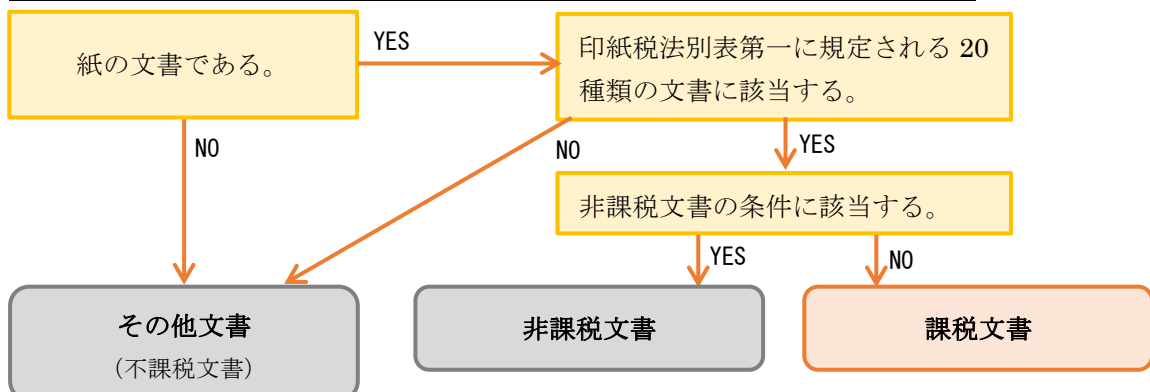 紙の文書である。
YES
印紙税法別表第一に規定される 20
種類の文書に該当する。
NO
NO
YES
非課税文書の条件に該当する。
YES
NO
その他文書
（不課税文書）
非課税文書
課税文書